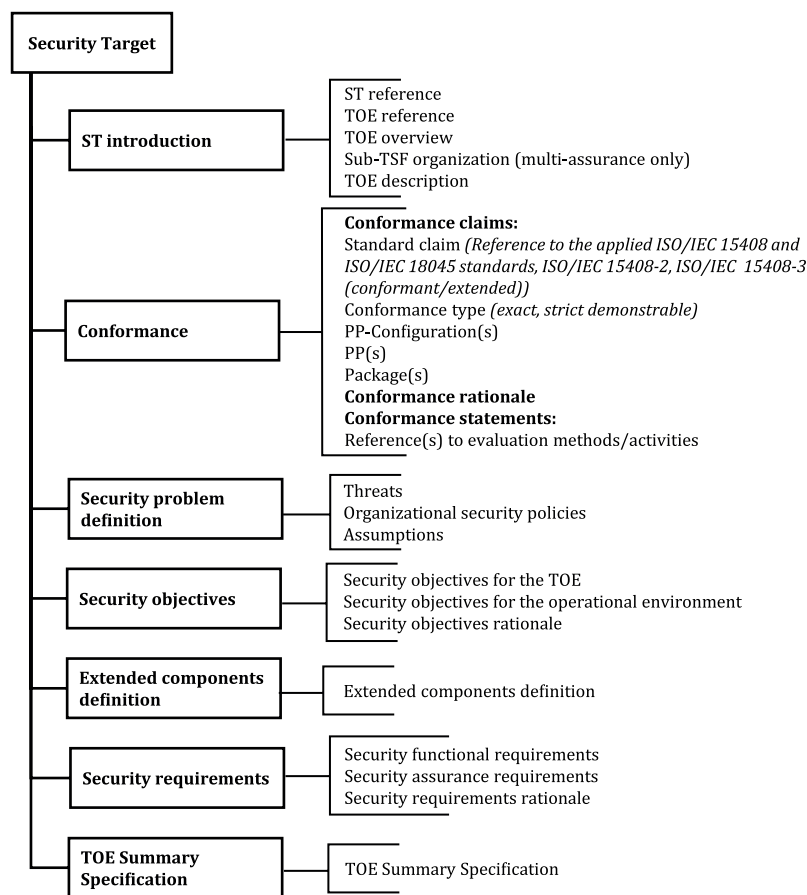 Security Target
ST introduction
ST reference
TOE reference
TOE overview
Sub-TSF organization (multi-assurance only)
TOE description
Conformance
Conformance claims:
Standard claim (Reference to the applied ISO/IEC 15408 and
ISO/IEC 18045 standards, ISO/IEC 15408-2, ISO/IEC 15408-3
(conformant/extended))
Conformance type (exact, strict demonstrable)
PP-Configuration(s)
PP(s)
Package(s)
Conformance rationale
Conformance statements:
Reference(s) to evaluation methods/activities
Security problem
definition
Threats
Organizational security policies
Assumptions
Security objectives
Security objectives for the TOE
Security objectives for the operational environment
Security objectives rationale
Extended components
definition
Extended components definition
Security requirements
Security functional requirements
Security assurance requirements
Security requirements rationale
TOE Summary
Specification
TOE Summary Specification